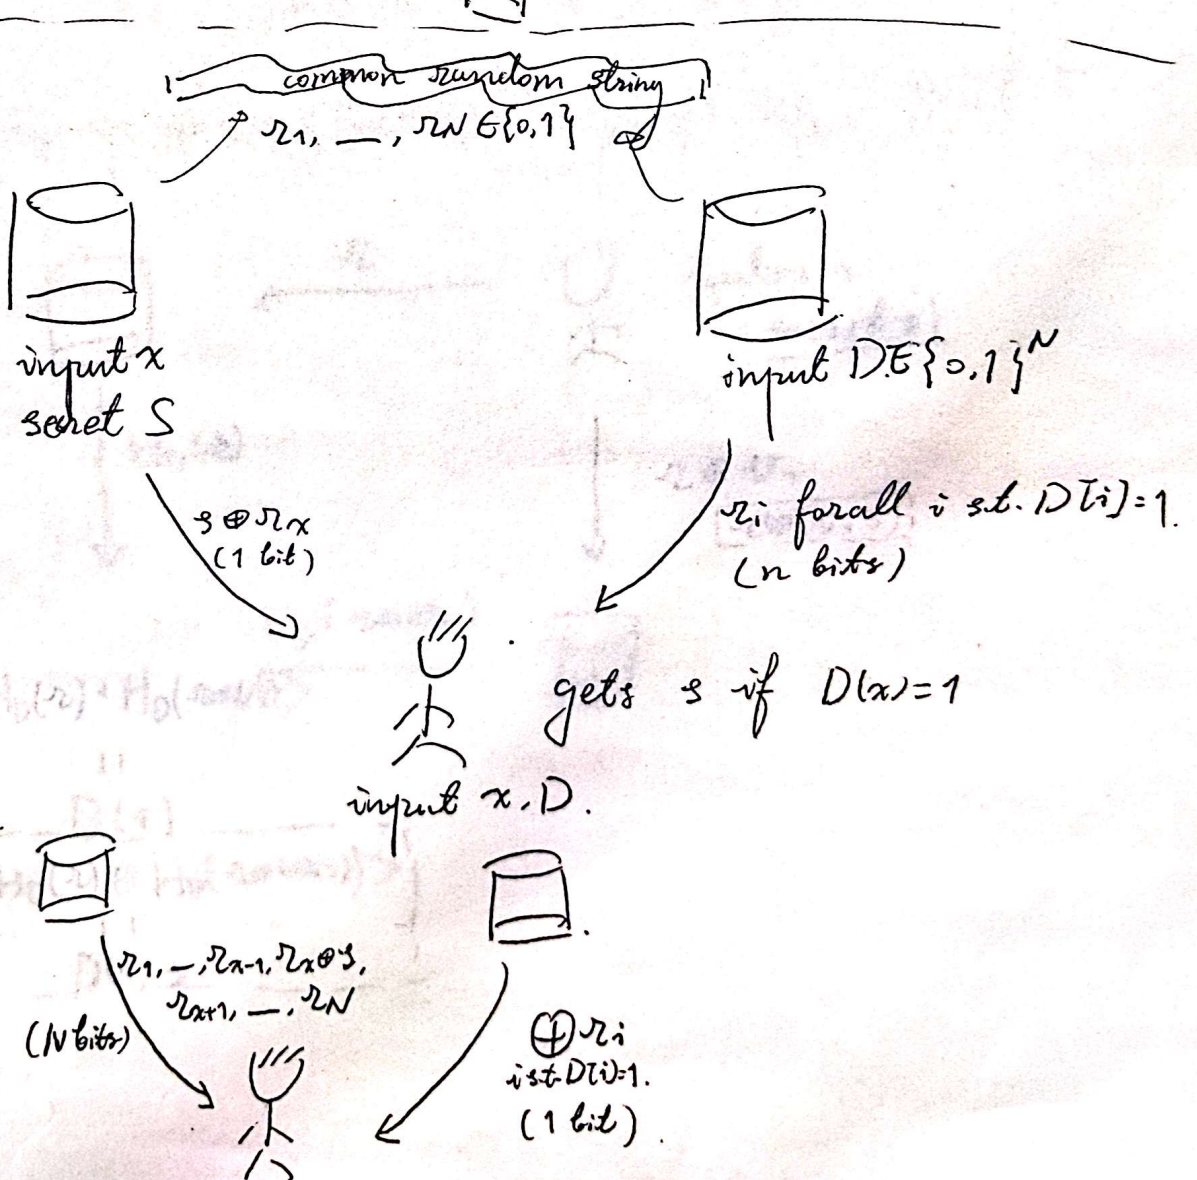 common random string
r1, —, rN ∈ {0,1}
input x
secret S
input D ∈ {0,1}^N
s ⊕ rx
(1 bit)
ri forall i s.t. D[i]=1.
(n bits)
gets s if D(x)=1
input x, D.
r1, —, rx-1, rx⊕s,
rx+1, —, rN
(N bits)
⊕ ri
i s.t. D[i]=1.
(1 bit).